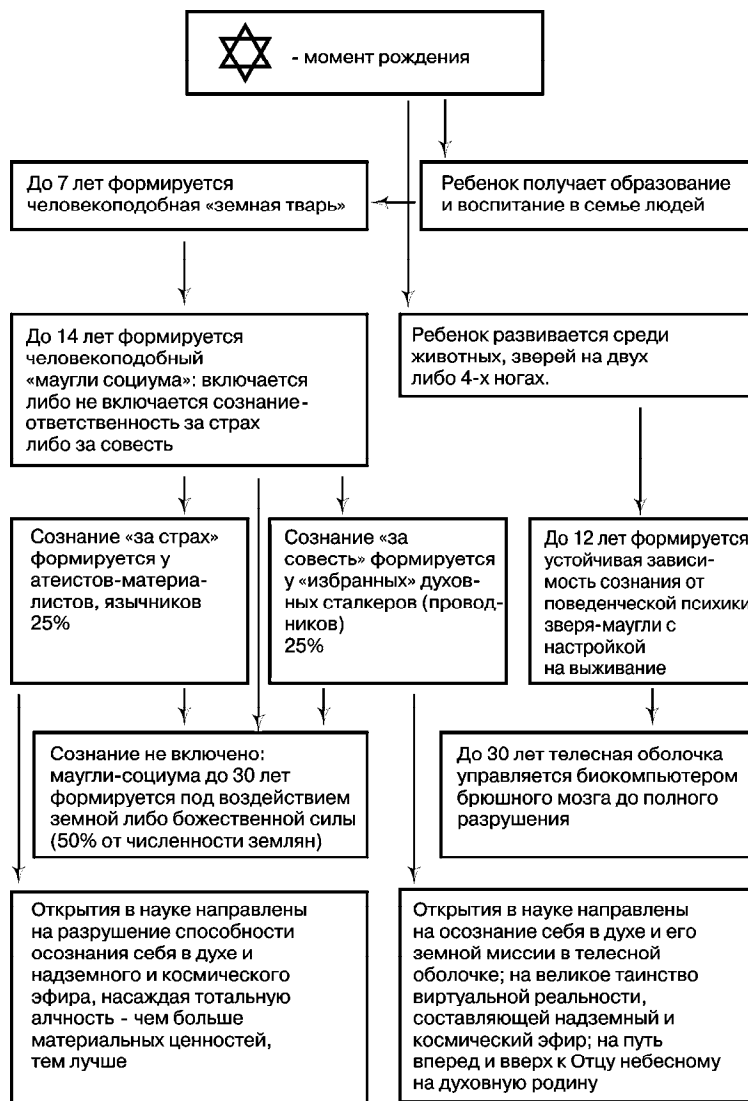 - момент рождения
До 7 лет формируется
человекоподобная «земная тварь»
Ребенок получает образование
и воспитание в семье людей
До 14 лет формируется
человекоподобный
«маугли социума»: включается
либо не включается сознание-
ответственность за страх
либо за совесть
Ребенок развивается среди
животных, зверей на двух
либо 4-х ногах.
Сознание «за страх»
формируется у
атеистов-матери­а-
листов, язычников
25%
Сознание «за
совесть» формируется
у «избранных» духов-
ных сталкеров (провод-
ников)
25%
До 12 лет формируется
устойчивая зависи-
мость сознания от
поведенческой психики
зверя-маугли с
настройкой
на выживание
Сознание не включено:
маугли-социума до 30 лет
формируется под воздействием
земной либо божественной силы
(50% от численности землян)
До 30 лет телесная оболочка
управляется биокомпьютером
брюшного мозга до полного
разрушения
Открытия в науке направлены
на разрушение способности
осознания себя в духе и
надземного и космического
эфира, насаждая тотальную
алчность - чем больше
материальных ценностей,
тем лучше
Открытия в науке направлены
на осознание себя в духе и его
земной миссии в телесной
оболочке; на великое таинство
виртуальной реальности,
составляющей надземный и
космический эфир; на путь
вперед и вверх к Отцу небесному
на духовную родину